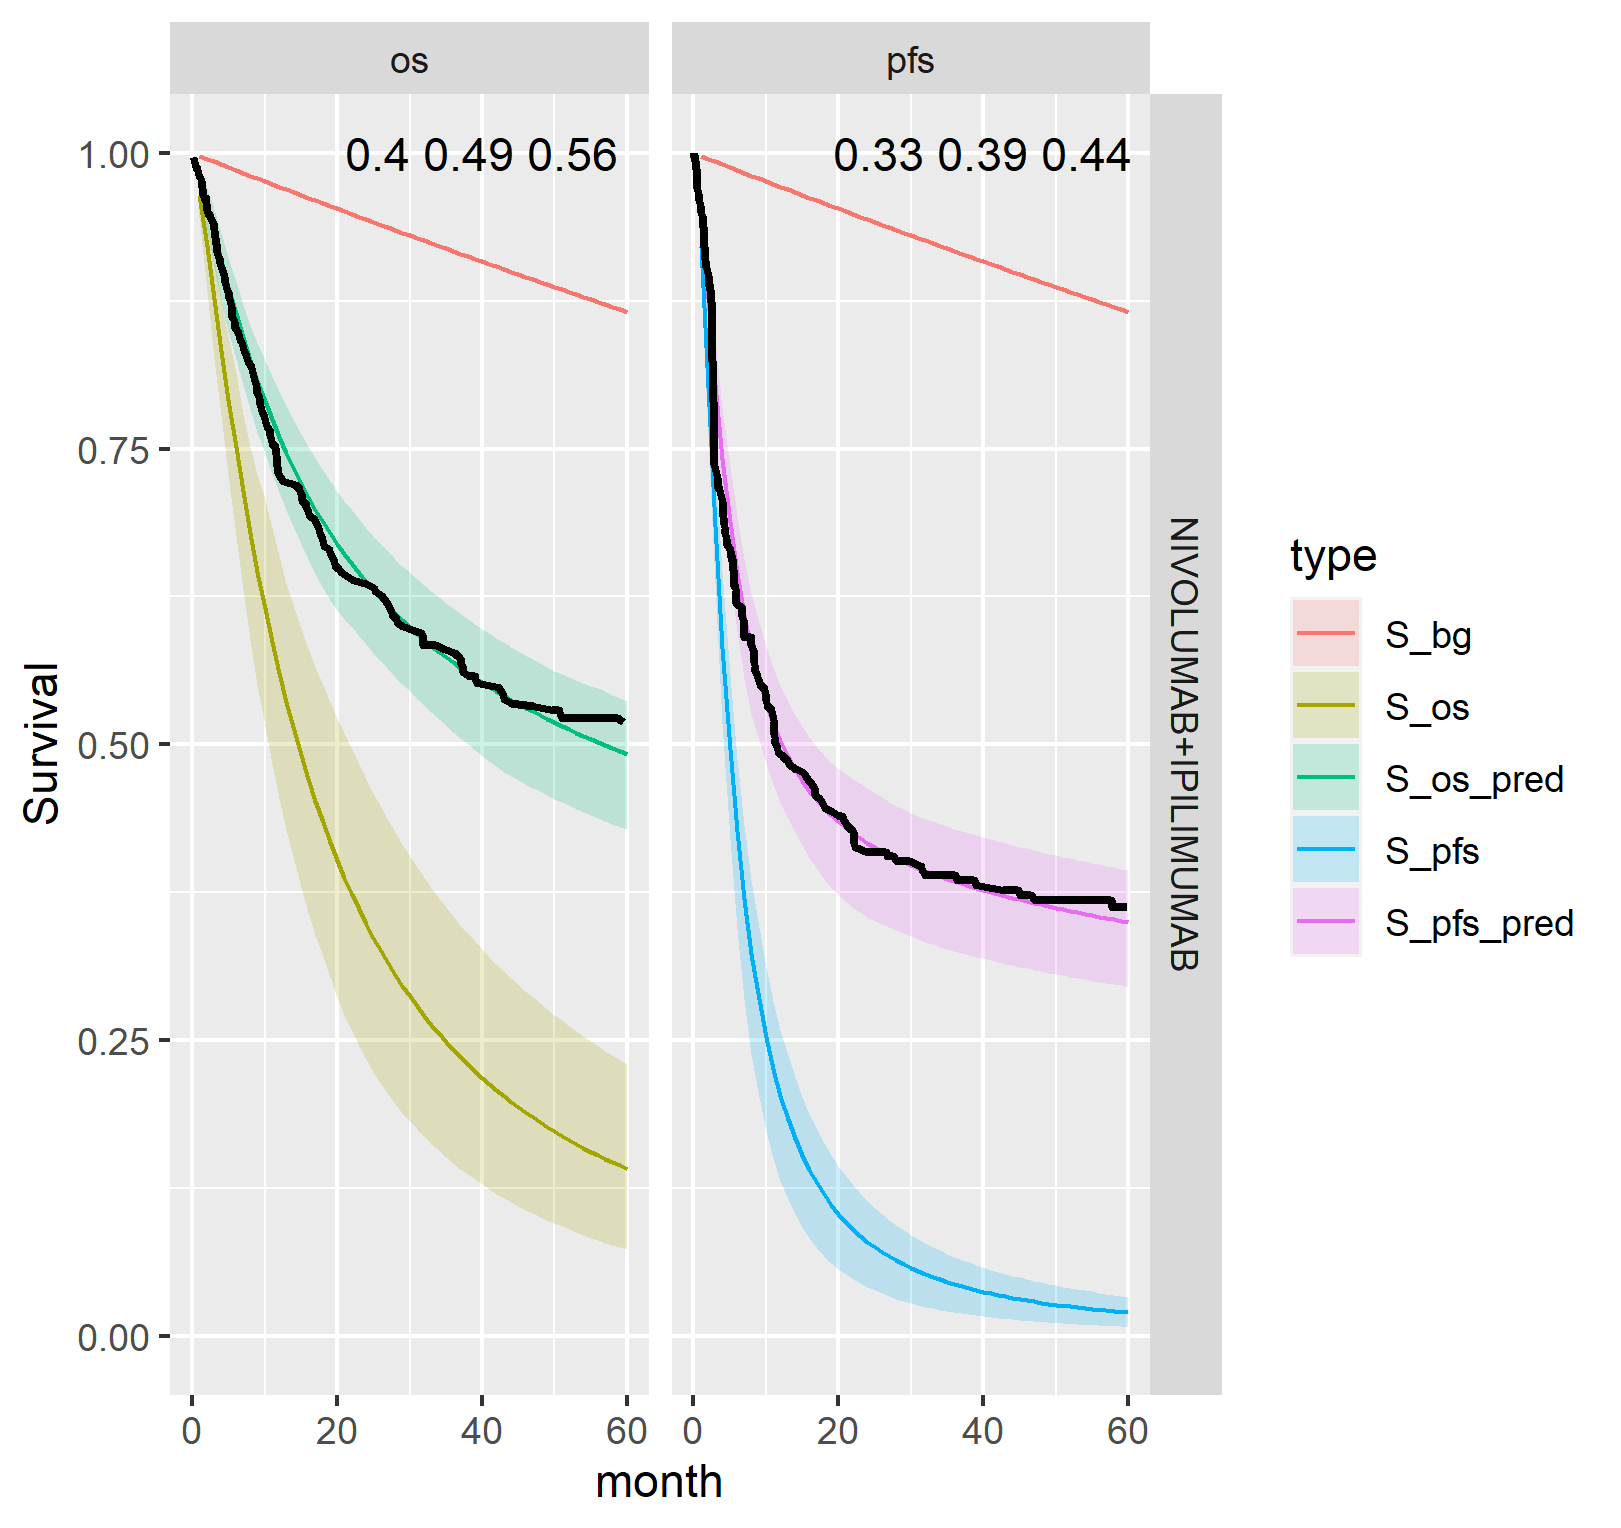 os
pfs
0.4 0.49 0.56
0.33 0.39 0.44
1.00
0.75
0.50
0.25
0.00
Survival
0 20 40 60
0 20 40 60
month
NIVOLUMAB+IPILIMUMAB
type
S_bg
S_os
S_os_pred
S_pfs
S_pfs_pred